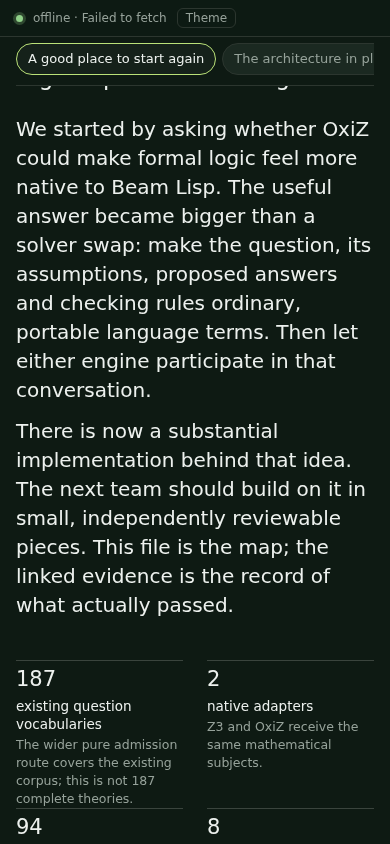 offline · Failed to fetch
Theme
A good place to start again
The architecture in pl
We started by asking whether OxiZ
could make formal logic feel more
native to Beam Lisp. The useful
answer became bigger than a
solver swap: make the question, its
assumptions, proposed answers
and checking rules ordinary,
portable language terms. Then let
either engine participate in that
conversation.
There is now a substantial
implementation behind that idea.
The next team should build on it in
small, independently reviewable
pieces. This file is the map; the
linked evidence is the record of
what actually passed.
187
existing question
vocabularies
The wider pure admission
route covers the existing
corpus; this is not 187
complete theories.
2
native adapters
Z3 and OxiZ receive the
same mathematical
subjects.
94
8